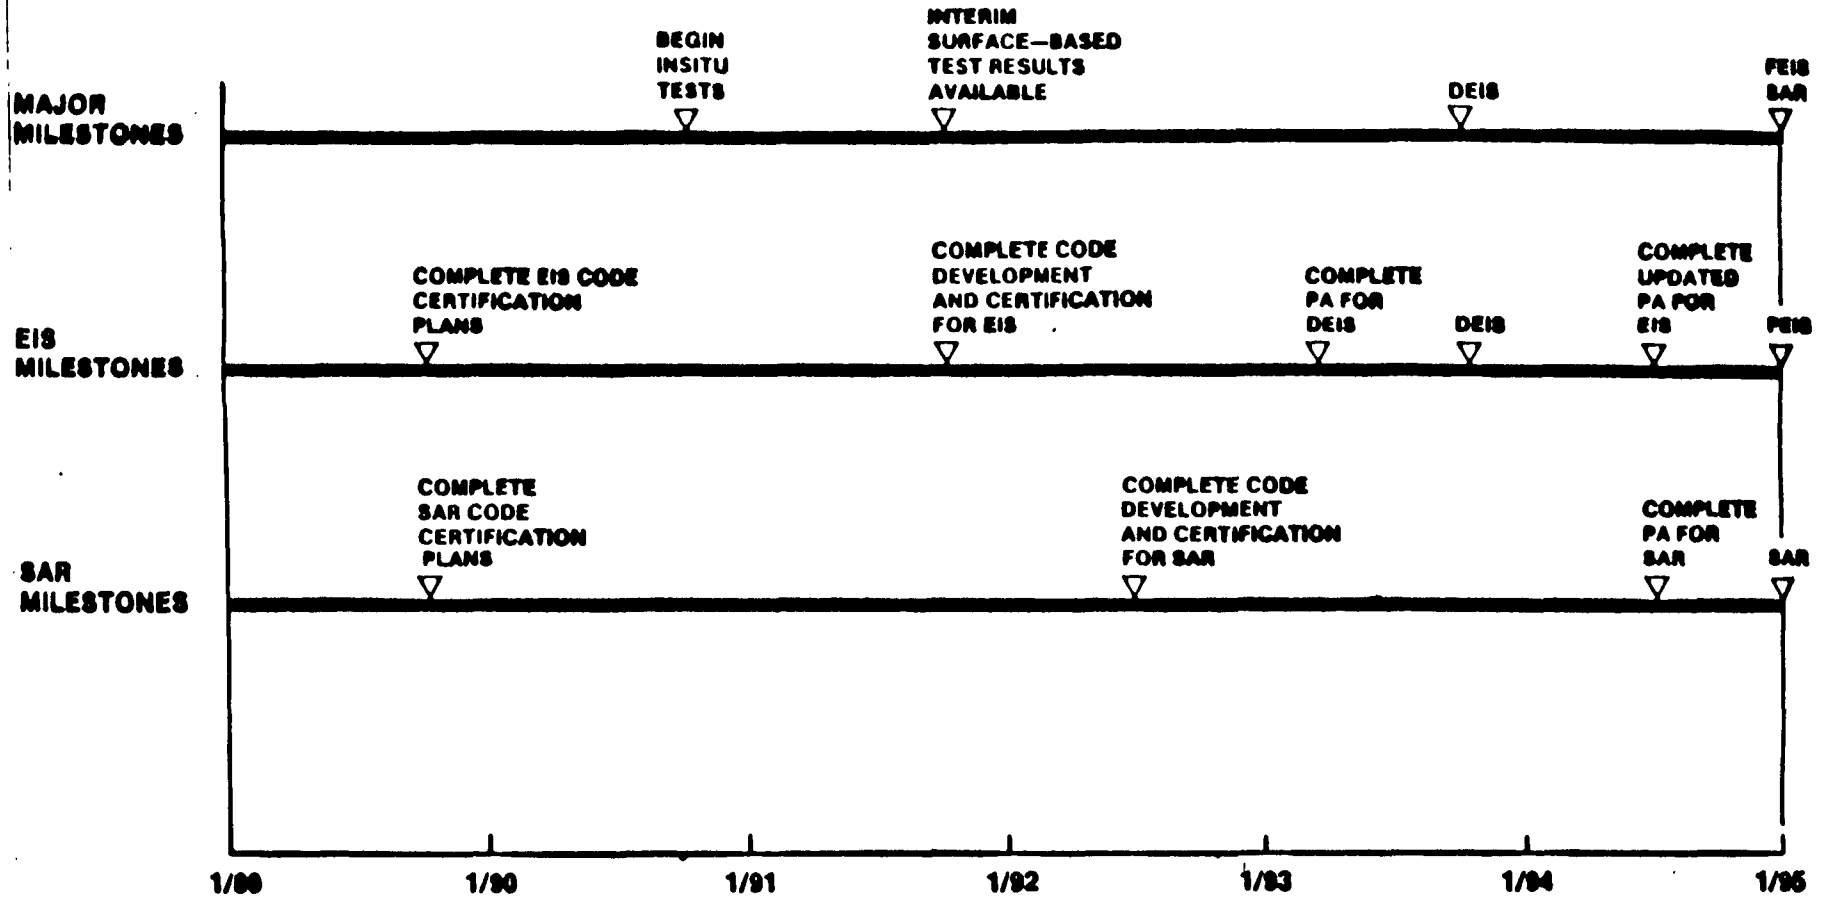 MAJOR
MILESTONES
BEGIN
INSITU
TESTS
INTERIM
SURFACE—BASED
TEST RESULTS
AVAILABLE
DEIS
FEIS
SAR
EIS
MILESTONES
COMPLETE EIS CODE
CERTIFICATION
PLANS
COMPLETE CODE
DEVELOPMENT
AND CERTIFICATION
FOR EIS
COMPLETE
PA FOR
DEIS
DEIS
COMPLETE
UPDATED
PA FOR
EIS
FEIS
SAR
MILESTONES
COMPLETE
SAR CODE
CERTIFICATION
PLANS
COMPLETE CODE
DEVELOPMENT
AND CERTIFICATION
FOR SAR
COMPLETE
PA FOR
SAR
SAR
1/90
1/91
1/92
1/93
1/94
1/95